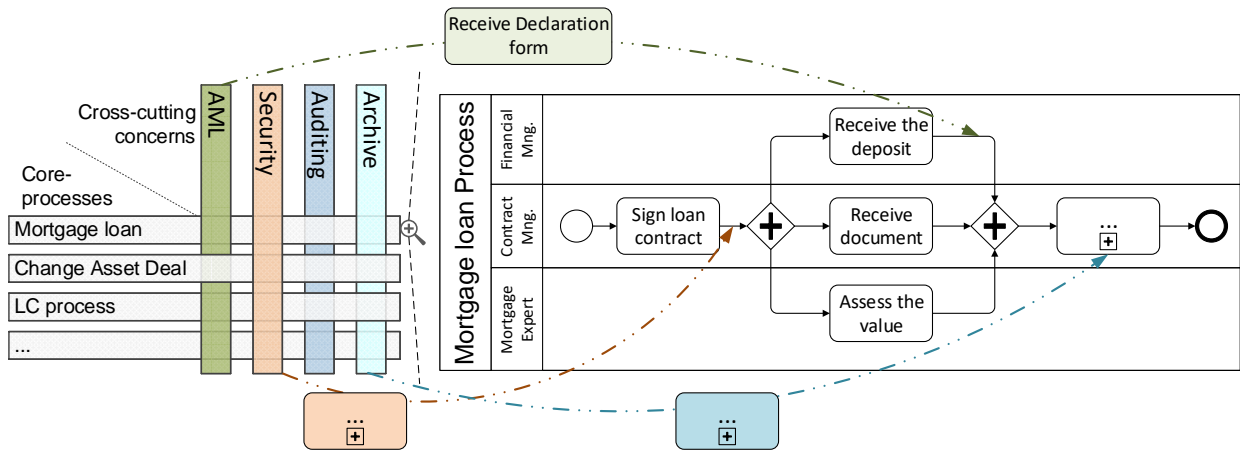 Receive Declaration
form
Cross-cutting
concerns
AML
Security
Auditing
Archive
Core-
processes
Mortgage loan
Change Asset Deal
LC process
...
Mortgage loan Process
Financial
Mng.
Contract
Mng.
Mortgage
Expert
Receive the
deposit
Sign loan
contract
Receive
document
...
Assess the
value
...
...